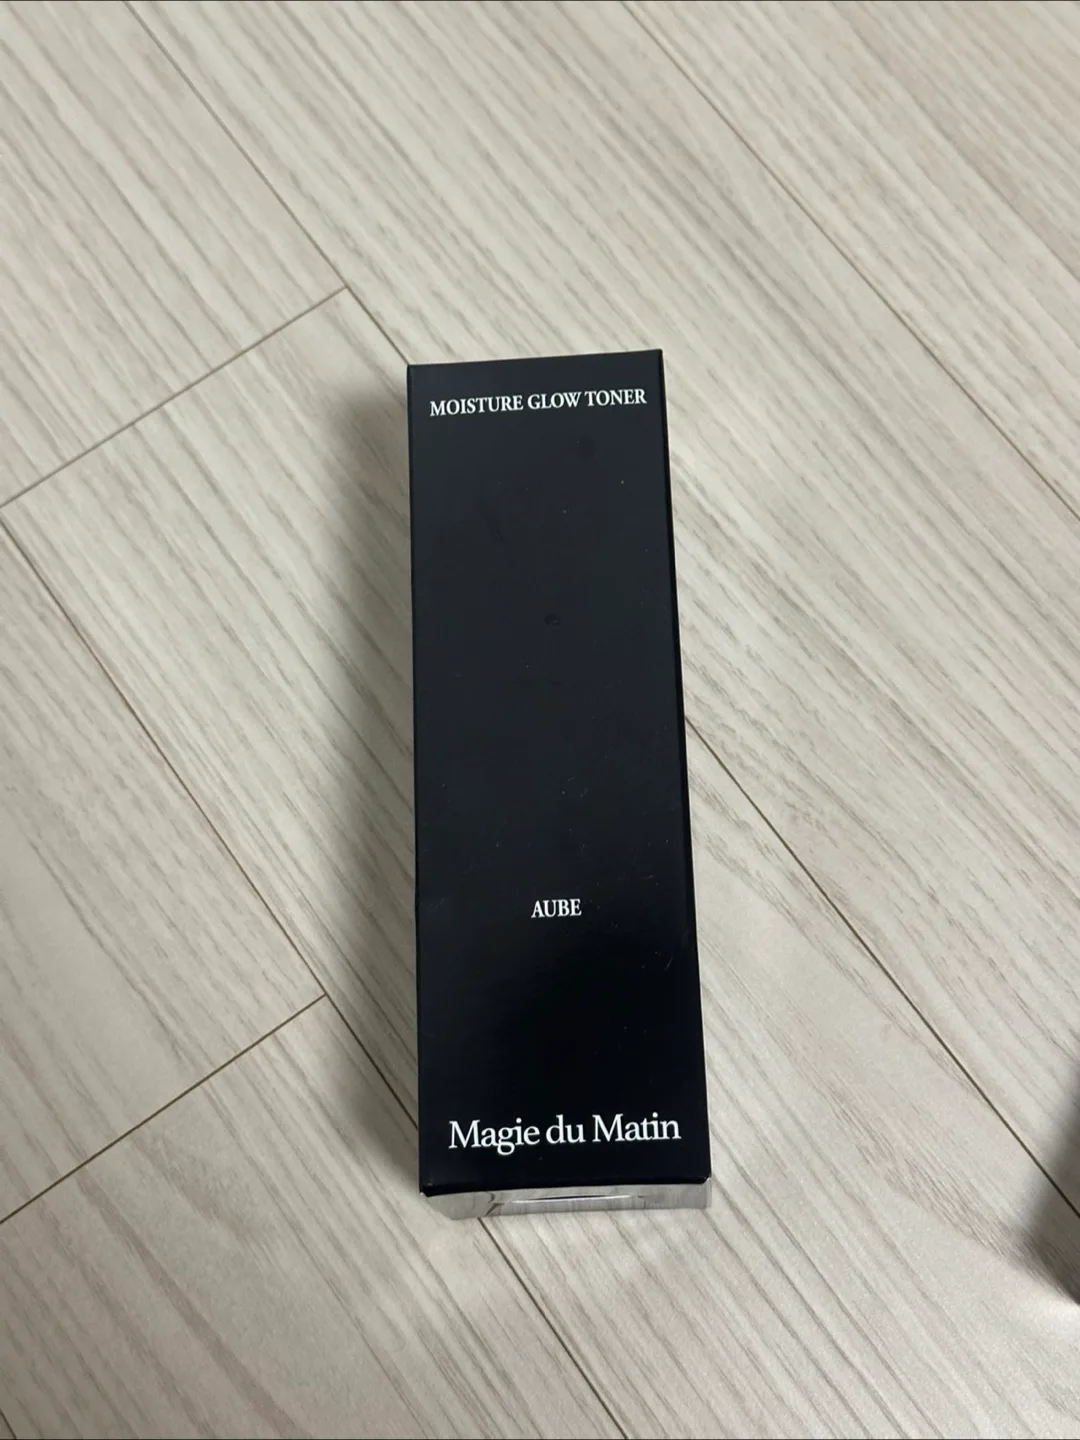 MOISTURE GLOW TONER
AUBE
Magie du Matin